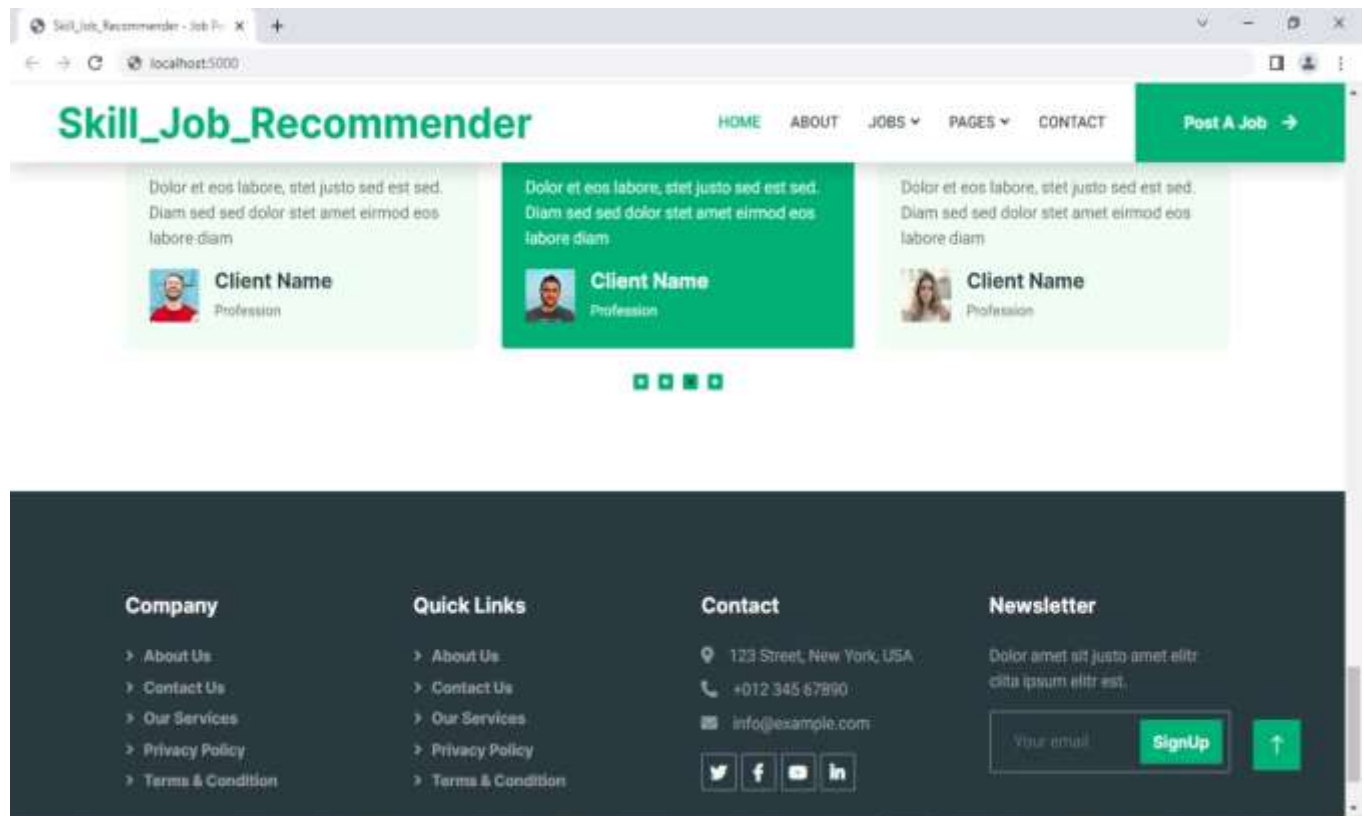 Skill_Job_Recommender - Job P
localhost:5000
Skill_Job_Recommender
HOME ABOUT JOBS PAGES CONTACT Post A Job
Dolor et eos labore, stet justo sed est sed.
Diam sed sed dolor stet amet eirmod eos
labore diam
Client Name
Profession
Dolor et eos labore, stet justo sed est sed.
Diam sed sed dolor stet amet eirmod eos
labore diam
Client Name
Profession
Dolor et eos labore, stet justo sed est sed.
Diam sed sed dolor stet amet eirmod eos
labore diam
Client Name
Profession
Company
About Us
Contact Us
Our Services
Privacy Policy
Terms & Condition
Quick Links
About Us
Contact Us
Our Services
Privacy Policy
Terms & Condition
Contact
123 Street, New York, USA
+012 345 67890
info@example.com
Newsletter
Dolor amet sit justo amet elitr
clita ipsum elitr est.
Your email SignUp